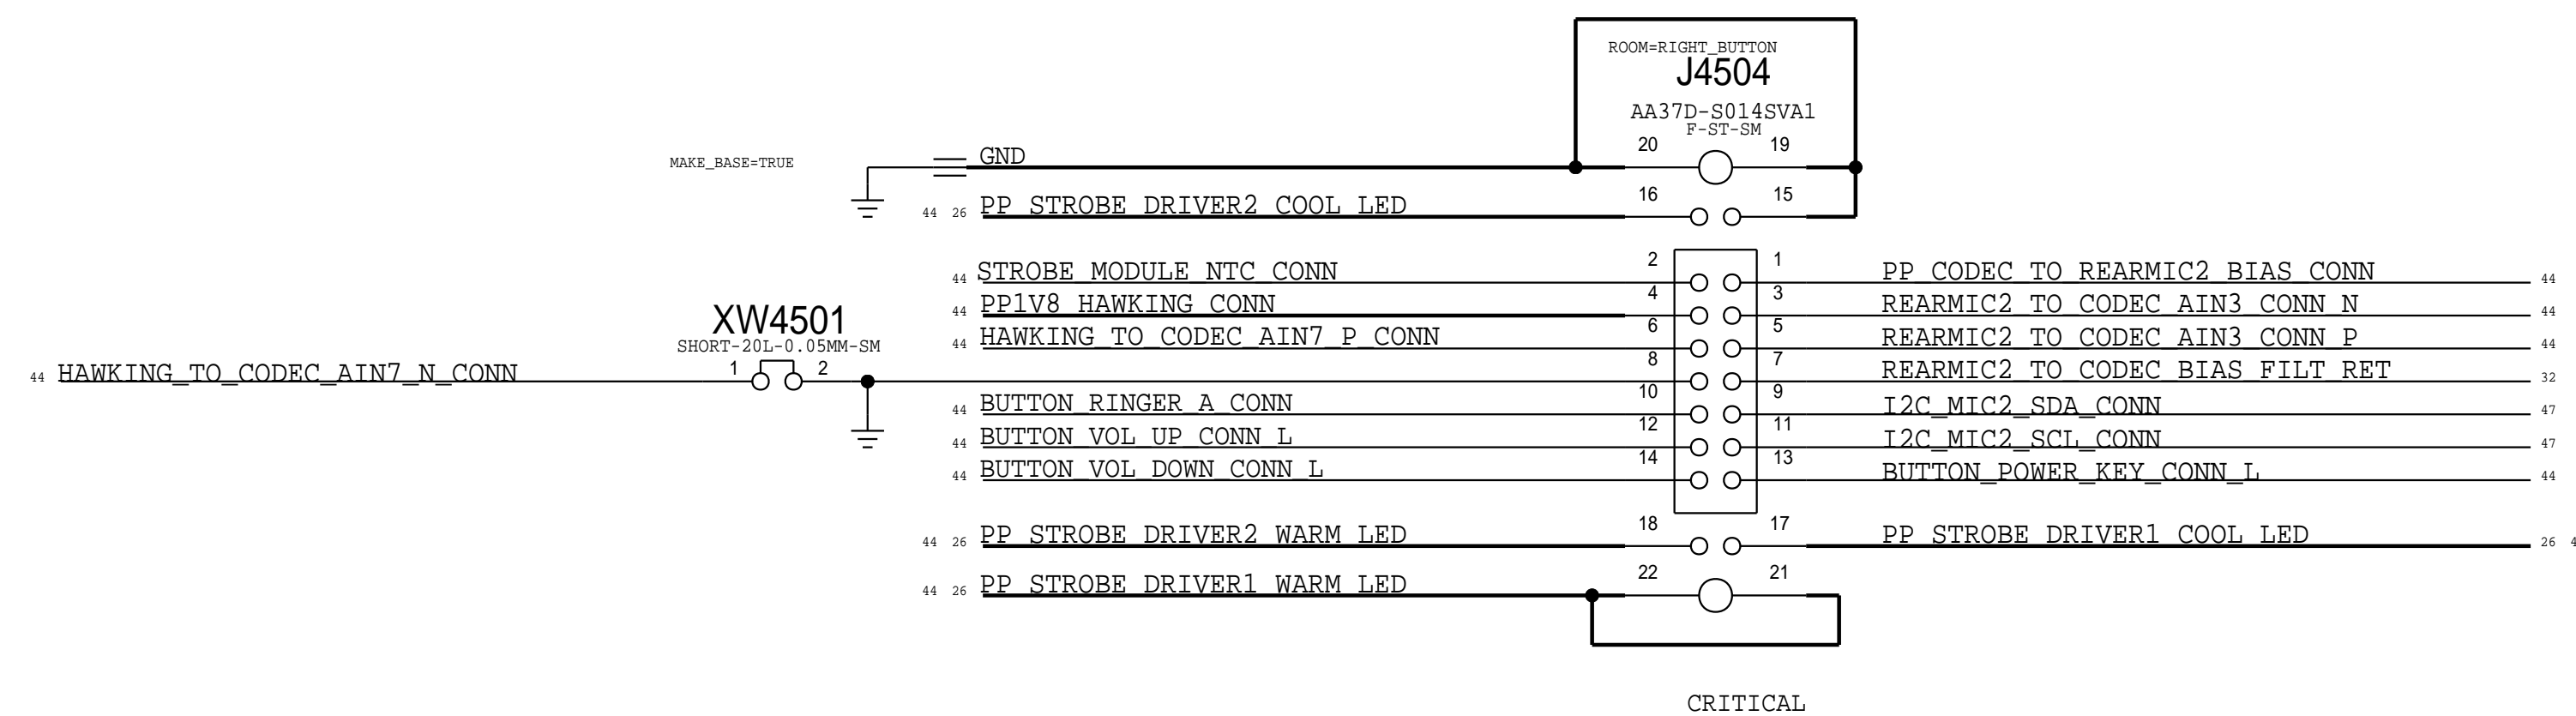 ROOM=RIGHT_BUTTON
J4504
AA37D-S014SVA1
F-ST-SM
MAKE_BASE=TRUE GND 20 19
44 26 PP_STROBE_DRIVER2_COOL_LED 16 15
44 STROBE_MODULE_NTC_CONN 2 1 PP_CODEC_TO_REARMIC2_BIAS_CONN 44
44 PP1V8_HAWKING_CONN 4 3 REARMIC2_TO_CODEC_AIN3_CONN_N 44
XW4501
SHORT-20L-0.05MM-SM
44 HAWKING_TO_CODEC_AIN7_P_CONN 6 5 REARMIC2_TO_CODEC_AIN3_CONN_P 44
44 HAWKING_TO_CODEC_AIN7_N_CONN 1 2 8 7 REARMIC2_TO_CODEC_BIAS_FILT_RET 32
44 BUTTON_RINGER_A_CONN 10 9 I2C_MIC2_SDA_CONN 47
44 BUTTON_VOL_UP_CONN_L 12 11 I2C_MIC2_SCL_CONN 47
44 BUTTON_VOL_DOWN_CONN_L 14 13 BUTTON_POWER_KEY_CONN_L 44
44 26 PP_STROBE_DRIVER2_WARM_LED 18 17 PP_STROBE_DRIVER1_COOL_LED 26
44 26 PP_STROBE_DRIVER1_WARM_LED 22 21
CRITICAL